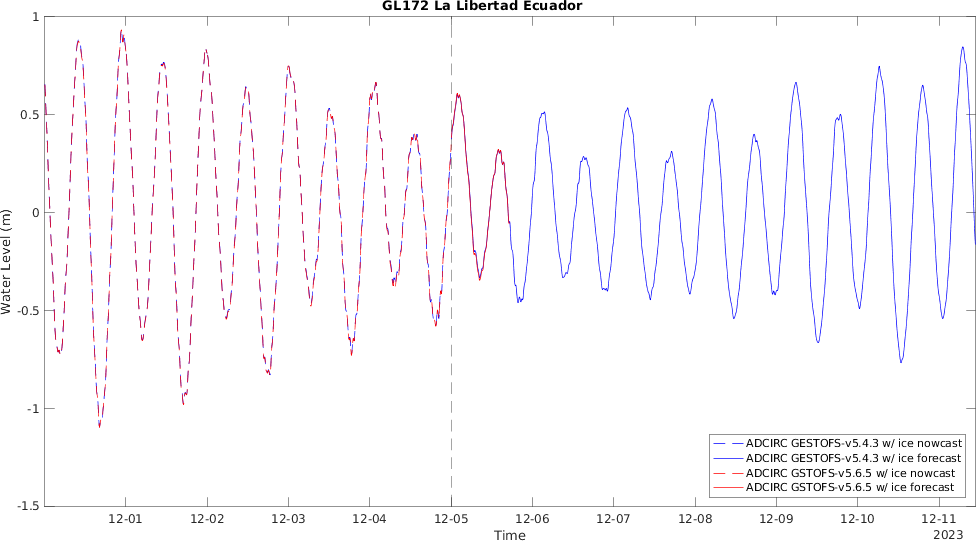 GL172 La Libertad Ecuador
Water Level (m)
1
0.5
0
-0.5
-1
-1.5
12-01 12-02 12-03 12-04 12-05 12-06 12-07 12-08 12-09 12-10 12-11
Time
2023
ADCIRC GESTOFS-v5.4.3 w/ ice nowcast
ADCIRC GESTOFS-v5.4.3 w/ ice forecast
ADCIRC GSTOFS-v5.6.5 w/ ice nowcast
ADCIRC GSTOFS-v5.6.5 w/ ice forecast